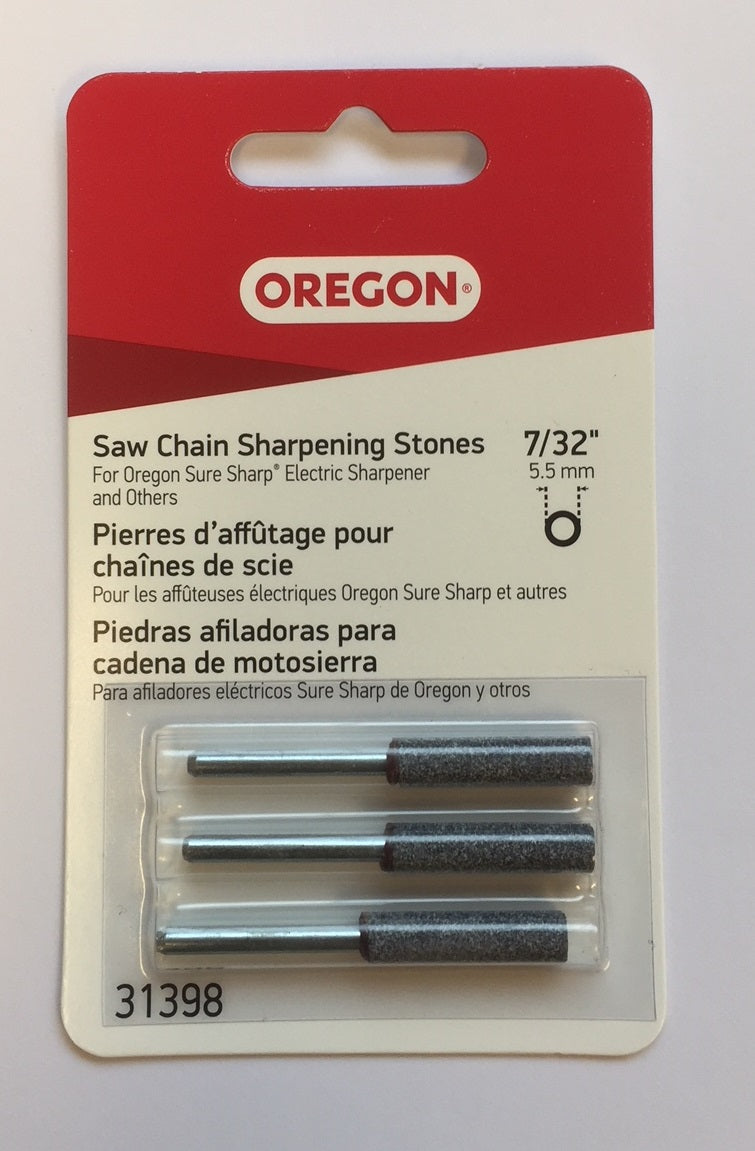 OREGON®
Saw Chain Sharpening Stones
7/32"
For Oregon Sure Sharp® Electric Sharpener
5.5 mm
and Others
Pierres d'affûtage pour
chaînes de scie
Pour les affûteuses électriques Oregon Sure Sharp et autres
Piedras afiladoras para
cadena de motosierra
Para afiladores eléctricos Sure Sharp de Oregon y otros
31398